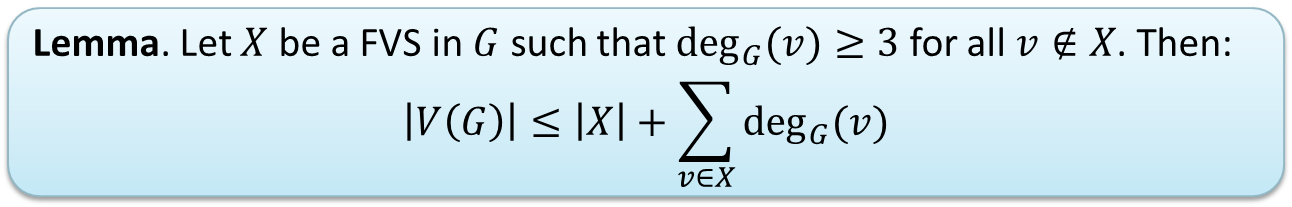 Lemma. Let X be a FVS in G such that deg_G(v) ≥ 3 for all v ∉ X. Then:
|V(G)| ≤ |X| + ∑_{v∈X} deg_G(v)